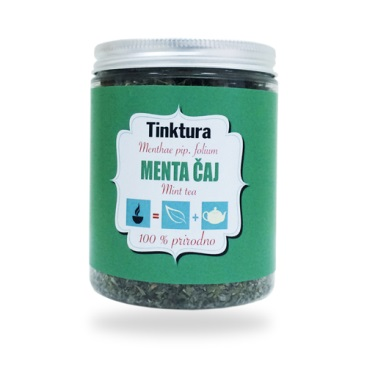 Tinktura
Menthae pip. folium
MENTA ČAJ
Mint tea
=
+
100 % prirodno